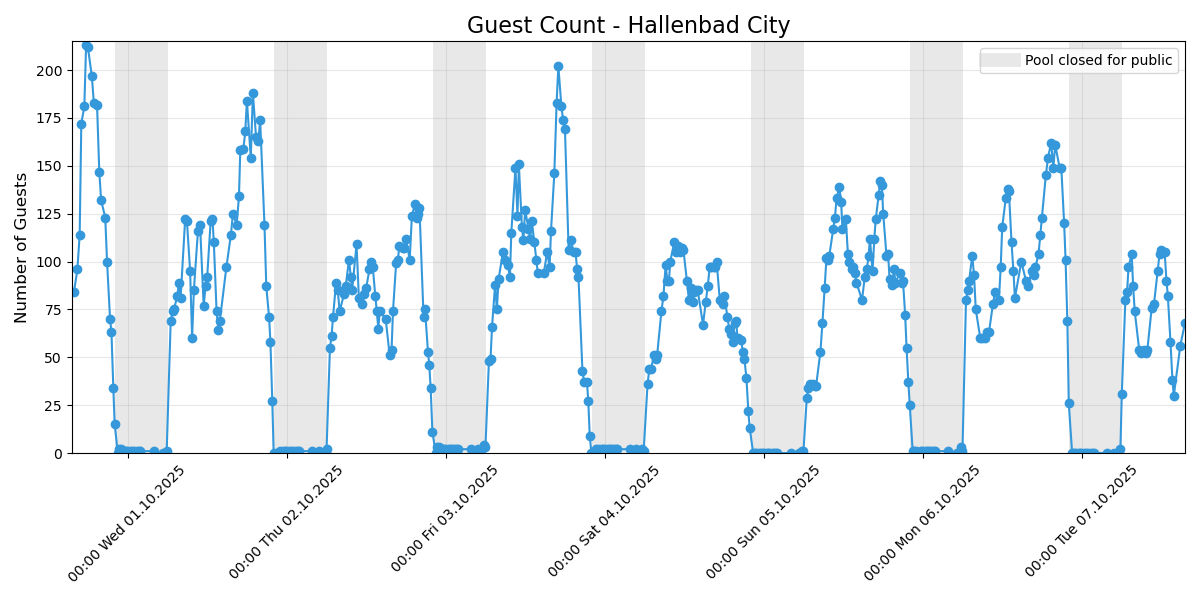 Guest Count - Hallenbad City
Pool closed for public
Number of Guests
200
175
150
125
100
75
50
25
0
00:00 Wed 01.10.2025
00:00 Thu 02.10.2025
00:00 Fri 03.10.2025
00:00 Sat 04.10.2025
00:00 Sun 05.10.2025
00:00 Mon 06.10.2025
00:00 Tue 07.10.2025